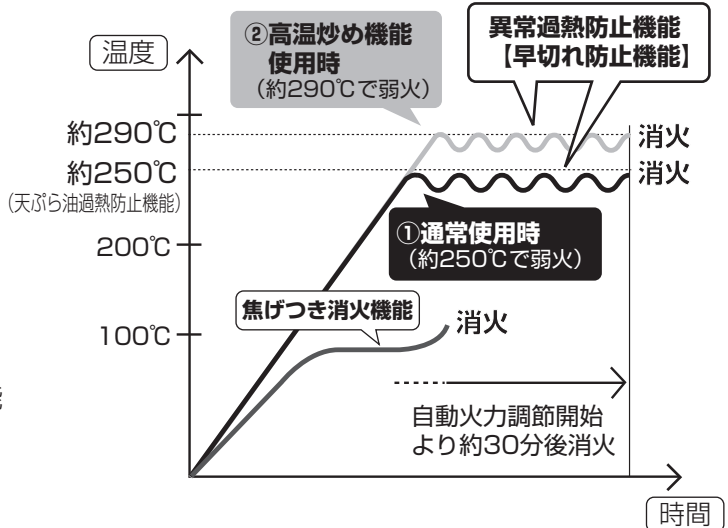 温度
②高温炒め機能
使用時
（約290℃で弱火）
異常過熱防止機能
【早切れ防止機能】
約290℃
消火
約250℃
（天ぷら油過熱防止機能）
消火
①通常使用時
（約250℃で弱火）
200℃
焦げつき消火機能
消火
100℃
自動火力調節開始
より約30分後消火
時間